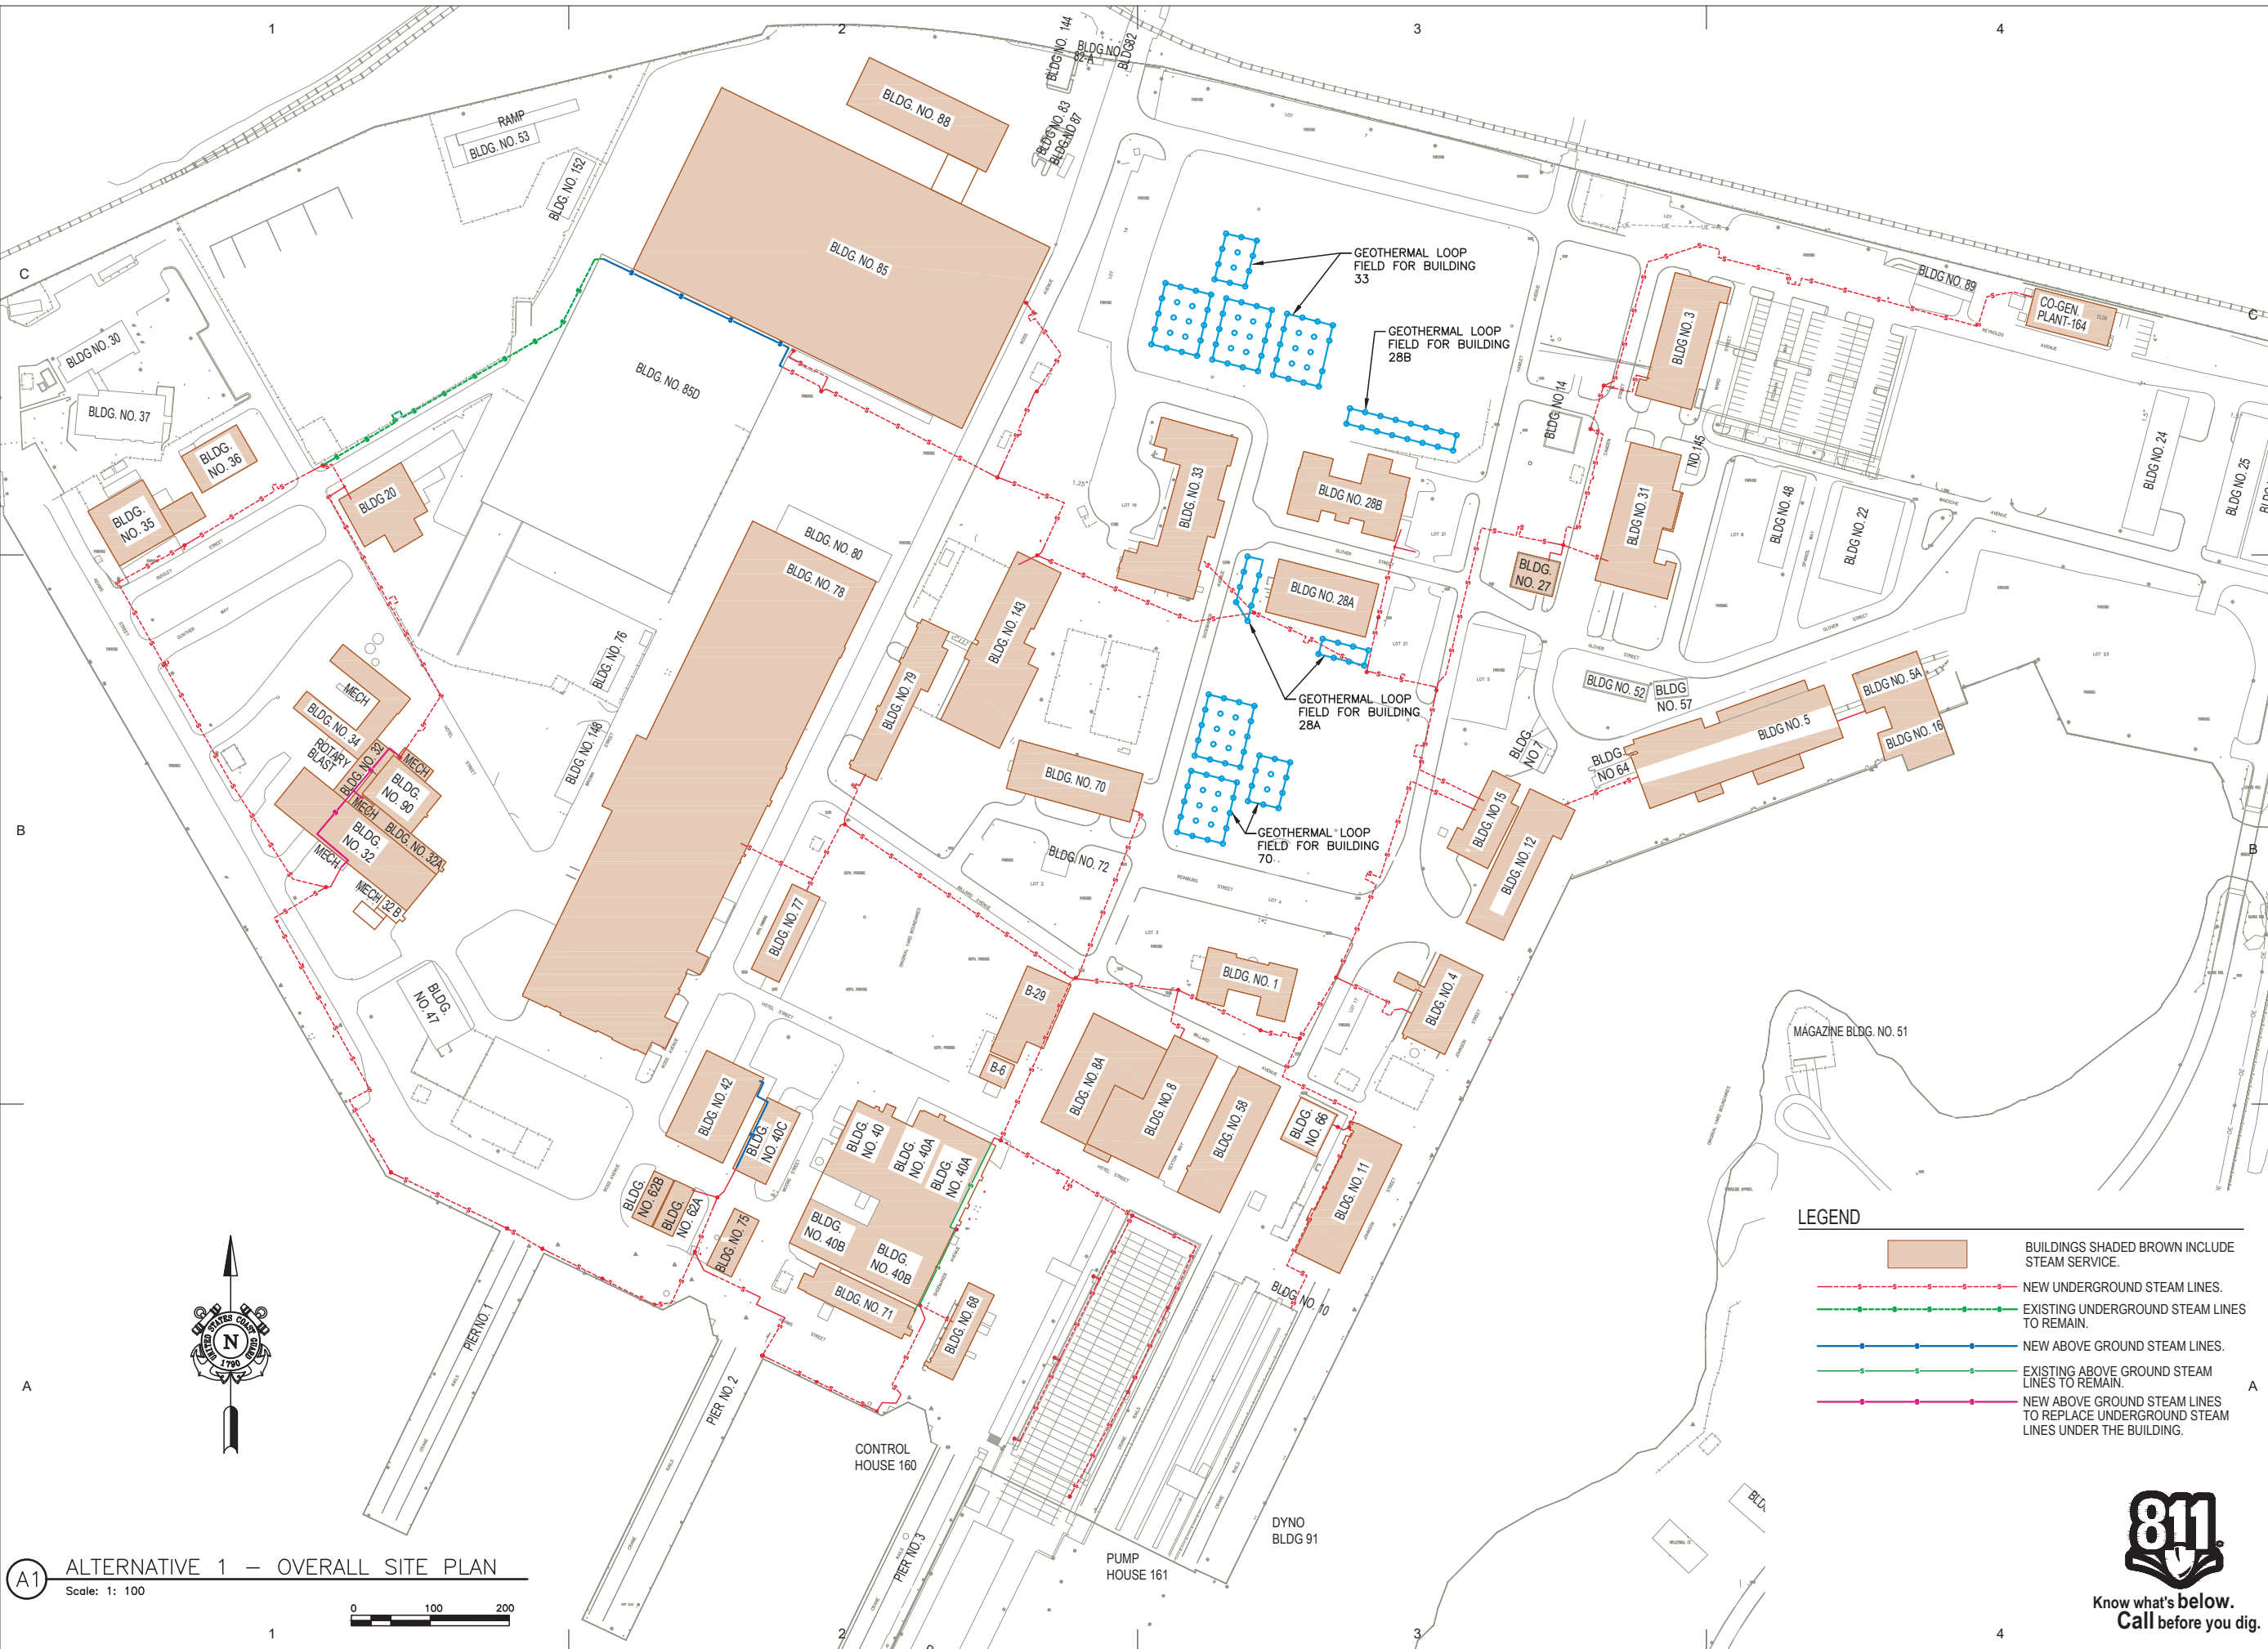 1
2
3
4
BLDG NO. 144
BLDG NO.
82-A
BLDG 82
BLDG. NO. 88
BLDG NO. 83
BLDG NO 87
RAMP
BLDG. NO. 53
BLDG. NO. 152
BLDG. NO. 85
C
GEOTHERMAL LOOP
FIELD FOR BUILDING
33
GEOTHERMAL LOOP
FIELD FOR BUILDING
28B
BLDG NO. 3
BLDG NO. 89
CO-GEN.
PLANT-164
C
BLDG NO. 30
BLDG NO. 37
BLDG. NO. 85D
BLDG.
NO. 36
BLDG.
NO. 35
BLDG 20
BLDG NO. 33
BLDG NO. 28B
BLDG NO 14
NO.145
BLDG NO. 31
BLDG NO. 48
BLDG NO. 22
BLDG NO. 24
BLDG NO. 25
BLDG. NO. 80
BLDG. NO. 78
BLDG NO. 28A
BLDG.
NO. 27
BLDG NO. 143
BLDG. NO. 76
BLDG. NO. 79
GEOTHERMAL LOOP
FIELD FOR BUILDING
28A
BLDG NO. 52
BLDG
NO. 57
BLDG NO. 5A
BLDG NO. 5
BLDG NO. 16
MECH
BLDG. NO. 34
ROTARY
BLAST
BLDG. NO. 32
MECH
BLDG.
NO. 90
MECH
BLDG. NO. 32A
BLDG.
NO. 32
MECH
MECH
32 B
BLDG. NO. 148
BLDG. NO. 70
BLDG
NO 7
BLDG
NO 64
BLDG. NO 15
BLDG NO. 12
B
GEOTHERMAL LOOP
FIELD FOR BUILDING
70
B
BLDG NO. 72
BLDG. NO. 77
BLDG.
NO. 47
BLDG. NO. 1
B-29
B-6
BLDG NO. 4
MAGAZINE BLDG. NO. 51
BLDG. NO. 8A
BLDG NO. 8
BLDG. NO. 58
BLDG. NO. 42
BLDG.
NO. 40C
BLDG.
NO. 40
BLDG.
NO. 40A
BLDG.
NO. 40A
BLDG.
NO. 66
BLDG. NO. 11
BLDG.
NO. 62B
BLDG.
NO. 62A
BLDG. NO. 75
BLDG.
NO. 40B
BLDG.
NO. 40B
BLDG. NO. 71
BLDG. NO. 68
BLDG. NO. 10
LEGEND
BUILDINGS SHADED BROWN INCLUDE
STEAM SERVICE.
NEW UNDERGROUND STEAM LINES.
EXISTING UNDERGROUND STEAM LINES
TO REMAIN.
NEW ABOVE GROUND STEAM LINES.
EXISTING ABOVE GROUND STEAM
LINES TO REMAIN.
NEW ABOVE GROUND STEAM LINES
TO REPLACE UNDERGROUND STEAM
LINES UNDER THE BUILDING.
UNITED STATES COAST GUARD
N
1790
PIER NO. 1
A
A
PIER NO. 2
CONTROL
HOUSE 160
PIER NO. 3
PUMP
HOUSE 161
DYNO
BLDG 91
A1
ALTERNATIVE 1 – OVERALL SITE PLAN
Scale: 1: 100
0 100 200
811
Know what's below.
Call before you dig.
1
2
3
4